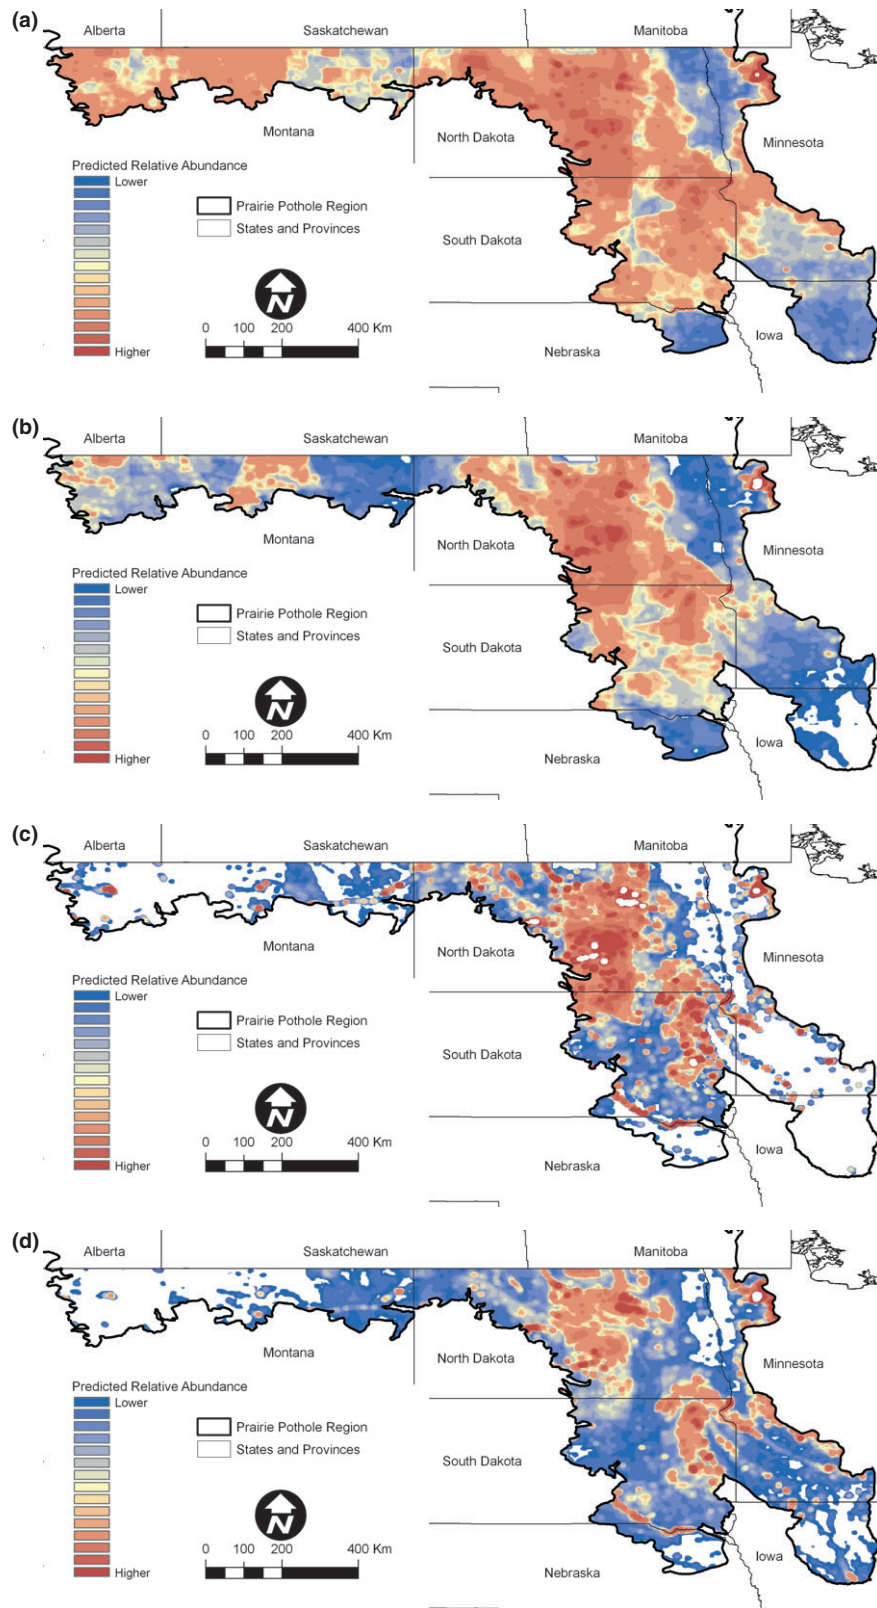 (a)
Alberta Saskatchewan Manitoba
Montana North Dakota Minnesota
Predicted Relative Abundance
Lower
Prairie Pothole Region
States and Provinces
South Dakota
N
0 100 200 400 Km
Higher
Nebraska Iowa
(b)
Alberta Saskatchewan Manitoba
Montana North Dakota Minnesota
Predicted Relative Abundance
Lower
Prairie Pothole Region
States and Provinces
South Dakota
N
0 100 200 400 Km
Higher
Nebraska Iowa
(c)
Alberta Saskatchewan Manitoba
Montana North Dakota Minnesota
Predicted Relative Abundance
Lower
Prairie Pothole Region
States and Provinces
South Dakota
N
0 100 200 400 Km
Higher
Nebraska Iowa
(d)
Alberta Saskatchewan Manitoba
Montana North Dakota Minnesota
Predicted Relative Abundance
Lower
Prairie Pothole Region
States and Provinces
South Dakota
N
0 100 200 400 Km
Higher
Nebraska Iowa